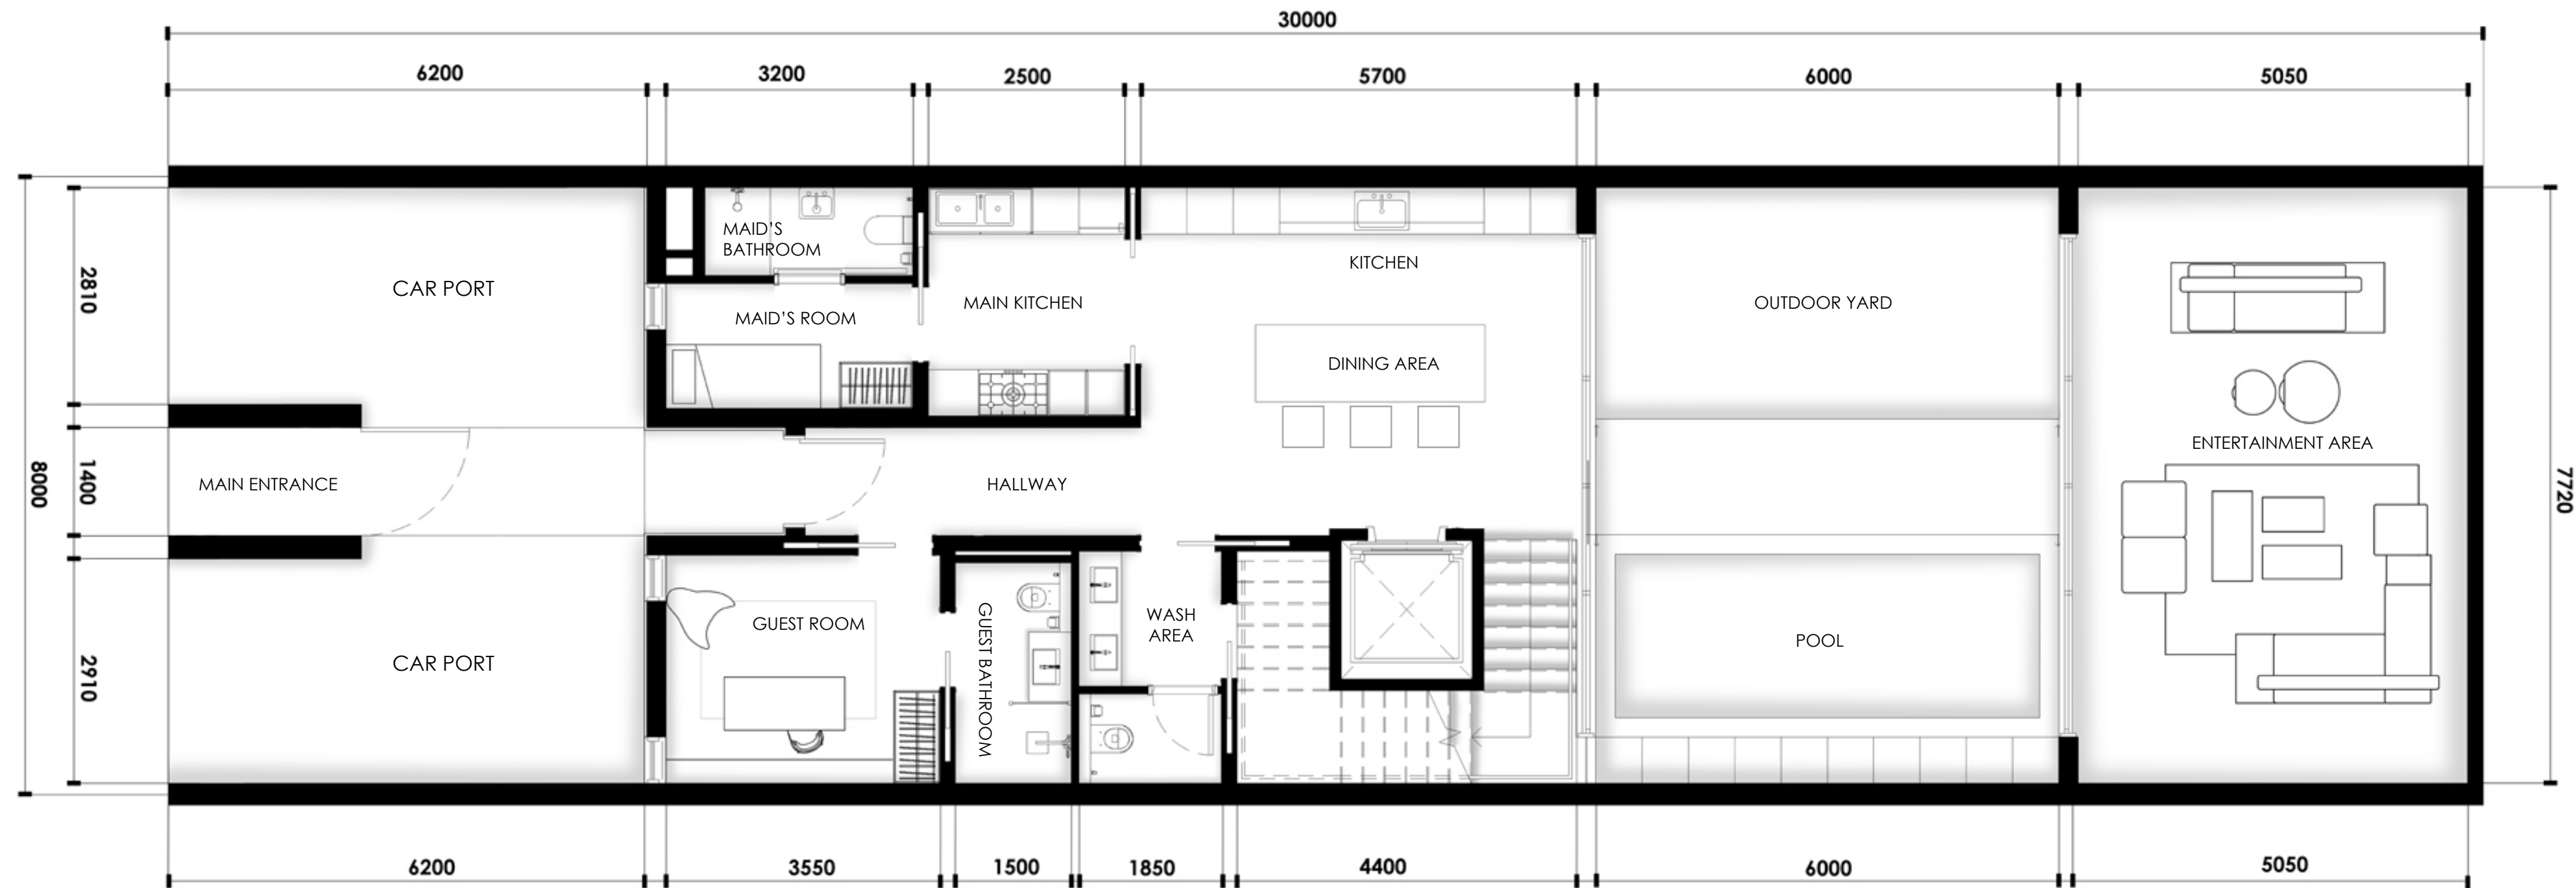 30000
6200
3200
2500
5700
6000
5050
MAID'S
BATHROOM
KITCHEN
CAR PORT
MAIN KITCHEN
OUTDOOR YARD
MAID'S ROOM
DINING AREA
ENTERTAINMENT AREA
MAIN ENTRANCE
HALLWAY
GUEST ROOM
GUEST BATHROOM
WASH
AREA
POOL
CAR PORT
8000
2810
1400
2910
7720
6200
3550
1500
1850
4400
6000
5050